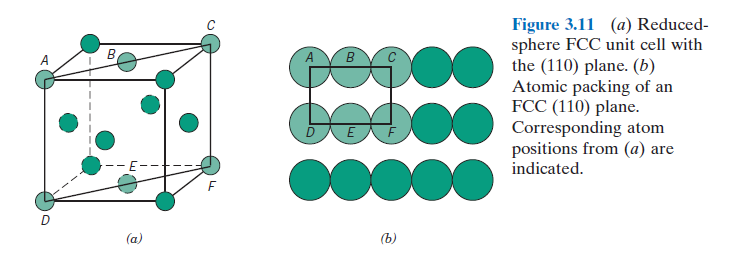 C
A
B
E
F
D
(a)
A B C
D E F
(b)
Figure 3.11 (a) Reduced-
sphere FCC unit cell with
the (110) plane. (b)
Atomic packing of an
FCC (110) plane.
Corresponding atom
positions from (a) are
indicated.